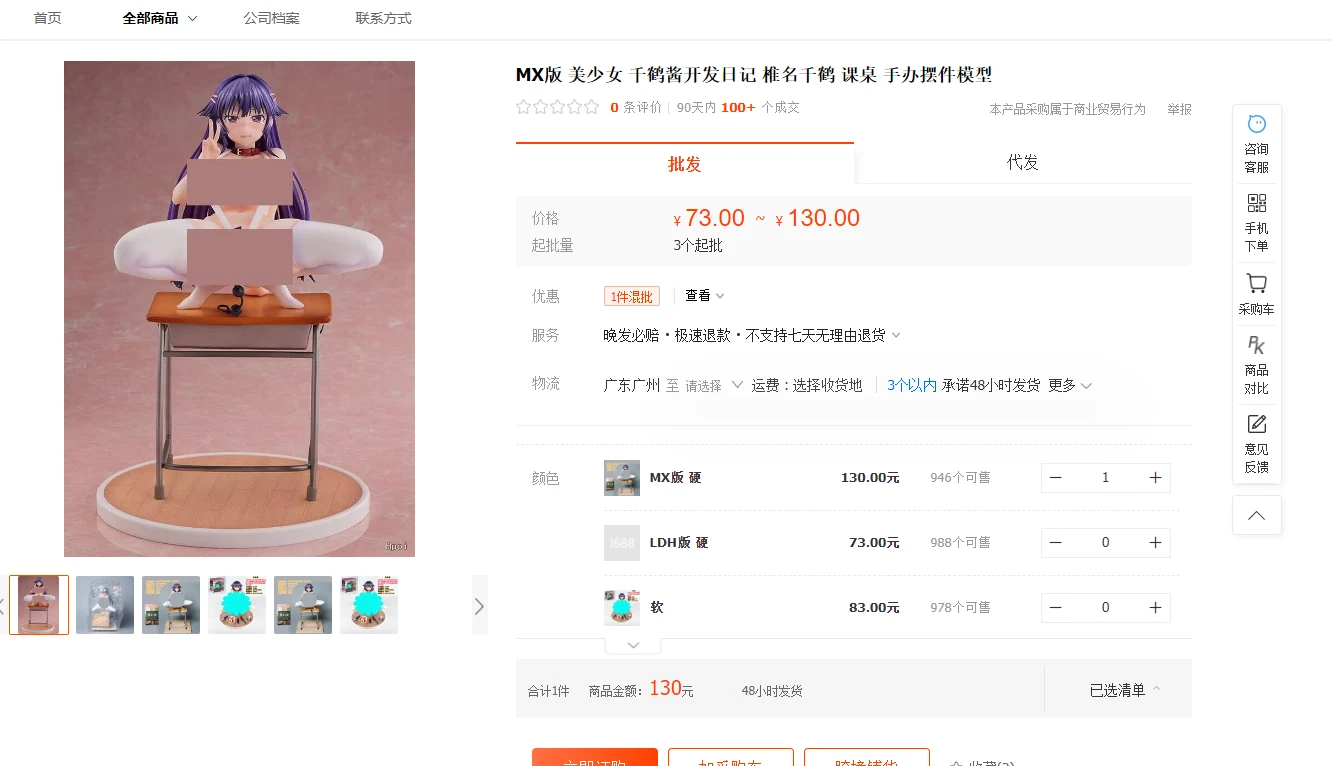 首页
全部商品
公司档案
联系方式
MX版 美少女 千鹤酱开发日记 椎名千鹤 课桌 手办摆件模型
0 条评价 90天内 100+ 个成交
本产品采购属于商业贸易行为 举报
批发
代发
价格 ¥ 73.00 ~ ¥ 130.00
起批量 3个起批
优惠 1件混批 查看
服务 晚发必赔·极速退款·不支持七天无理由退货
物流 广东广州 至 请选择 运费:选择收货地 3个以内 承诺48小时发货 更多
颜色 MX版 硬 130.00元 946个可售 1
1688 LDH版 硬 73.00元 988个可售 0
软 83.00元 978个可售 0
合计1件 商品金额: 130元 48小时发货 已选清单
立即订购
加采购车
收藏(2)
咨询
客服
手机
下单
采购车
PK
商品
对比
意见
反馈
Hpoi